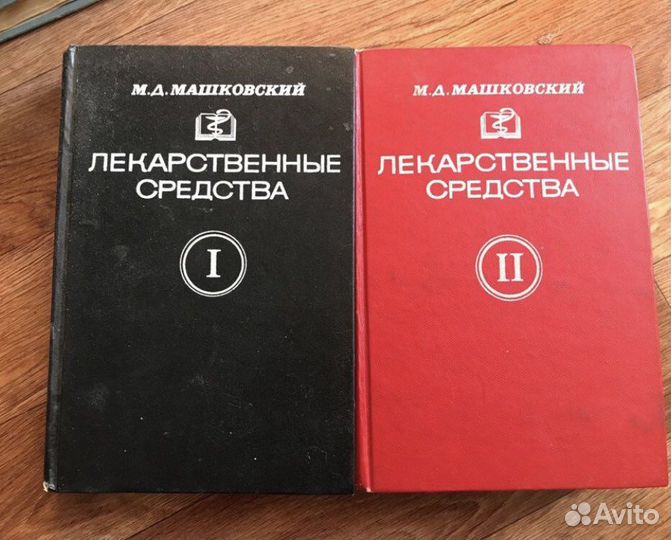 М.Д.МАШКОВСКИЙ
ЛЕКАРСТВЕННЫЕ
СРЕДСТВА
I
М.Д.МАШКОВСКИЙ
ЛЕКАРСТВЕННЫЕ
СРЕДСТВА
II
Avito